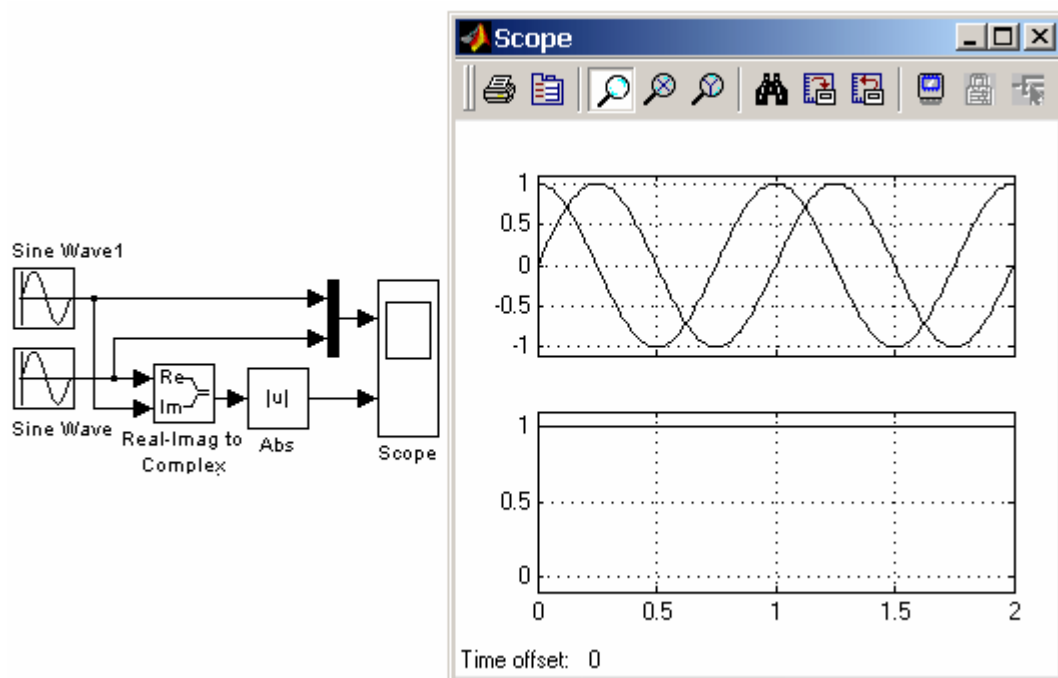 Scope
Sine Wave1
Re
Im
|u|
Sine Wave
Real-Imag to
Complex
Abs
Scope
1
0.5
0
-0.5
-1
1
0.5
0
0
0.5
1
1.5
2
Time offset: 0